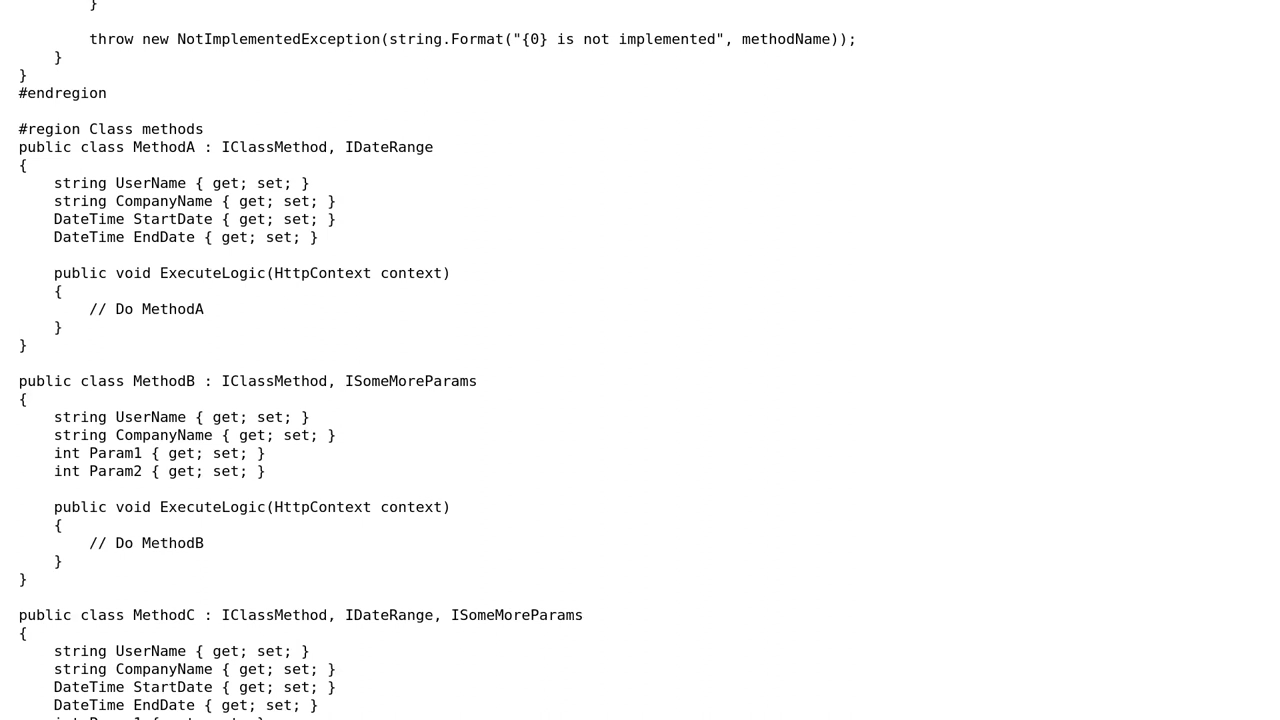 }

        throw new NotImplementedException(string.Format("{0} is not implemented", methodName));
    }
}
#endregion

#region Class methods
public class MethodA : IClassMethod, IDateRange
{
    string UserName { get; set; }
    string CompanyName { get; set; }
    DateTime StartDate { get; set; }
    DateTime EndDate { get; set; }

    public void ExecuteLogic(HttpContext context)
    {
        // Do MethodA
    }
}

public class MethodB : IClassMethod, ISomeMoreParams
{
    string UserName { get; set; }
    string CompanyName { get; set; }
    int Param1 { get; set; }
    int Param2 { get; set; }

    public void ExecuteLogic(HttpContext context)
    {
        // Do MethodB
    }
}

public class MethodC : IClassMethod, IDateRange, ISomeMoreParams
{
    string UserName { get; set; }
    string CompanyName { get; set; }
    DateTime StartDate { get; set; }
    DateTime EndDate { get; set; }
    int Param1 { get; set; }